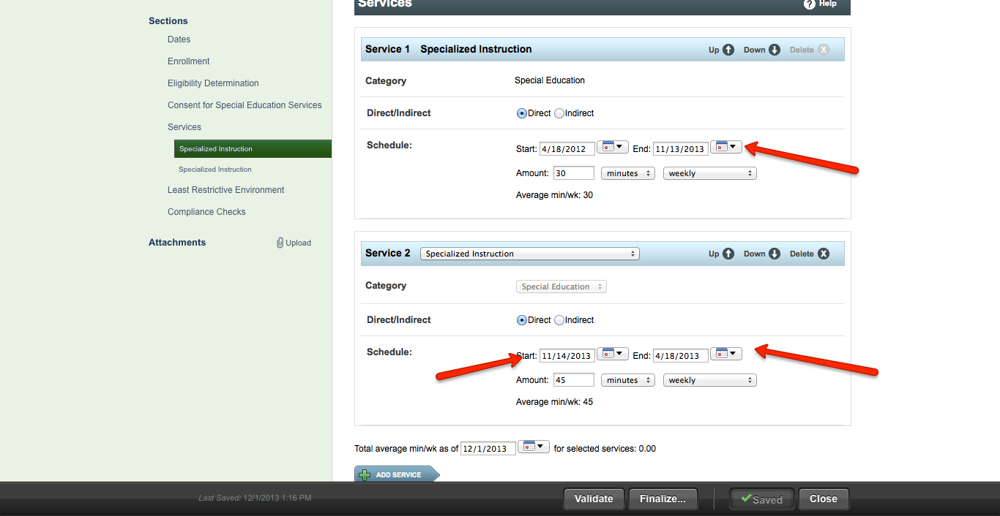 Sections
Dates
Enrollment
Eligibility Determination
Consent for Special Education Services
Services
Specialized Instruction
Specialized Instruction
Least Restrictive Environment
Compliance Checks
Attachments Upload
Services ? Help
Service 1 Specialized Instruction Up Down Delete X
Category Special Education
Direct/Indirect Direct Indirect
Schedule: Start: 4/18/2012 End: 11/13/2013
Amount: 30 minutes weekly
Average min/wk: 30
Service 2 Specialized Instruction Up Down Delete X
Category Special Education
Direct/Indirect Direct Indirect
Schedule: Start: 11/14/2013 End: 4/18/2013
Amount: 45 minutes weekly
Average min/wk: 45
Total average min/wk as of 12/1/2013 for selected services: 0.00
ADD SERVICE
Last Saved: 12/1/2013 1:16 PM Validate Finalize... Saved Close